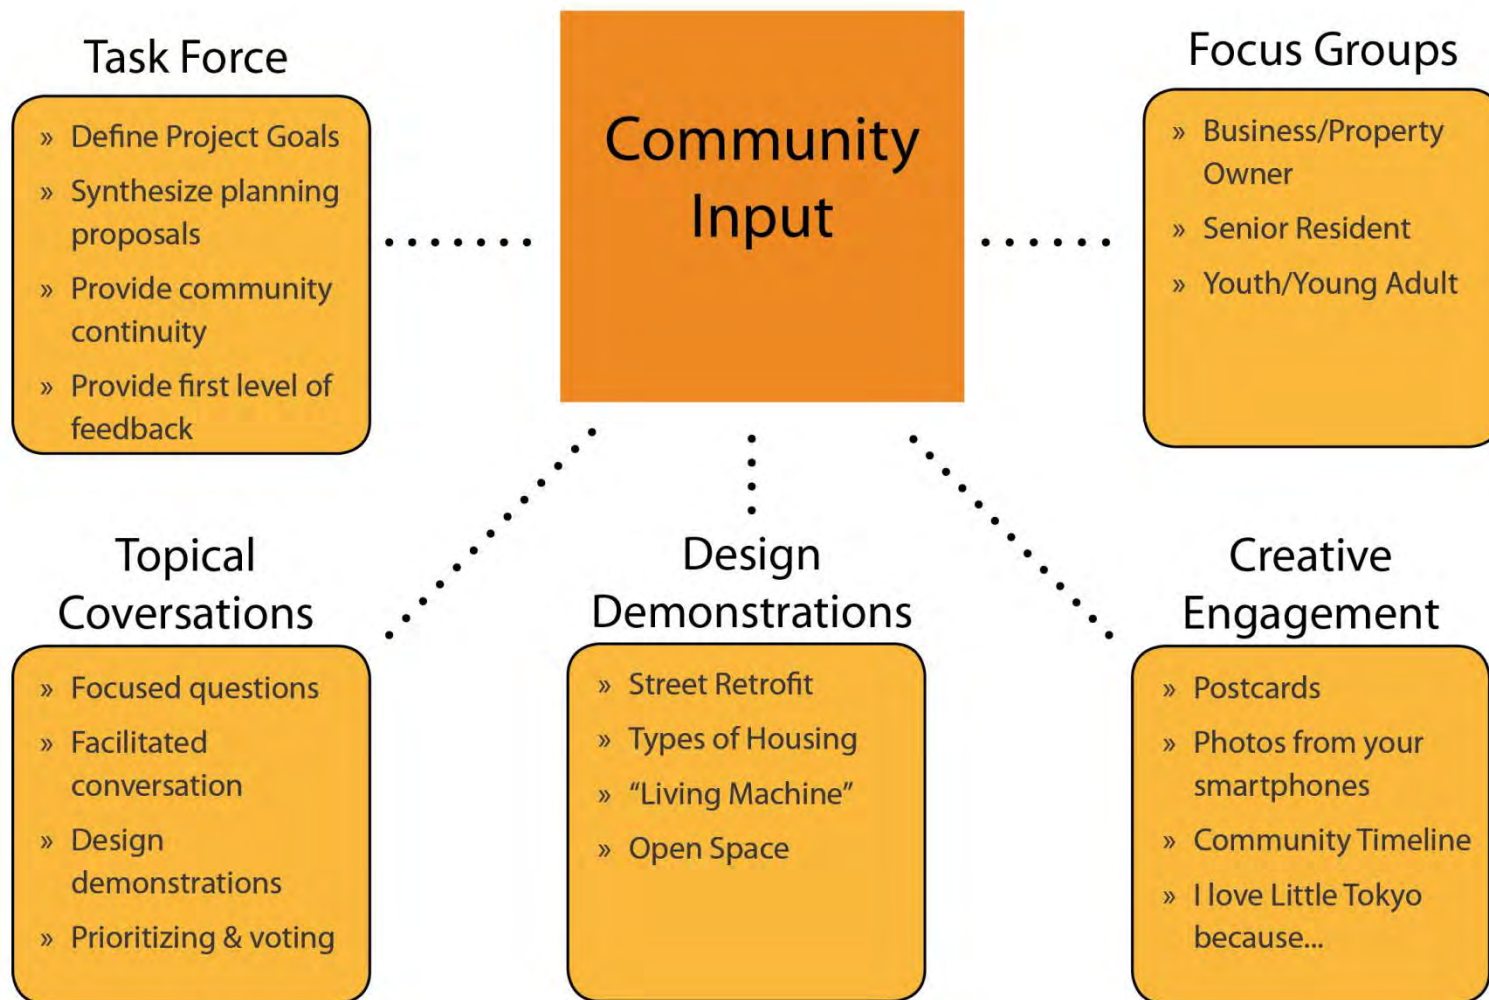 Task Force
» Define Project Goals
» Synthesize planning
proposals
» Provide community
continuity
» Provide first level of
feedback
Community
Input
Focus Groups
» Business/Property
Owner
» Senior Resident
» Youth/Young Adult
Topical
Coversations
» Focused questions
» Facilitated
conversation
» Design
demonstrations
» Prioritizing & voting
Design
Demonstrations
» Street Retrofit
» Types of Housing
» “Living Machine”
» Open Space
Creative
Engagement
» Postcards
» Photos from your
smartphones
» Community Timeline
» I love Little Tokyo
because...